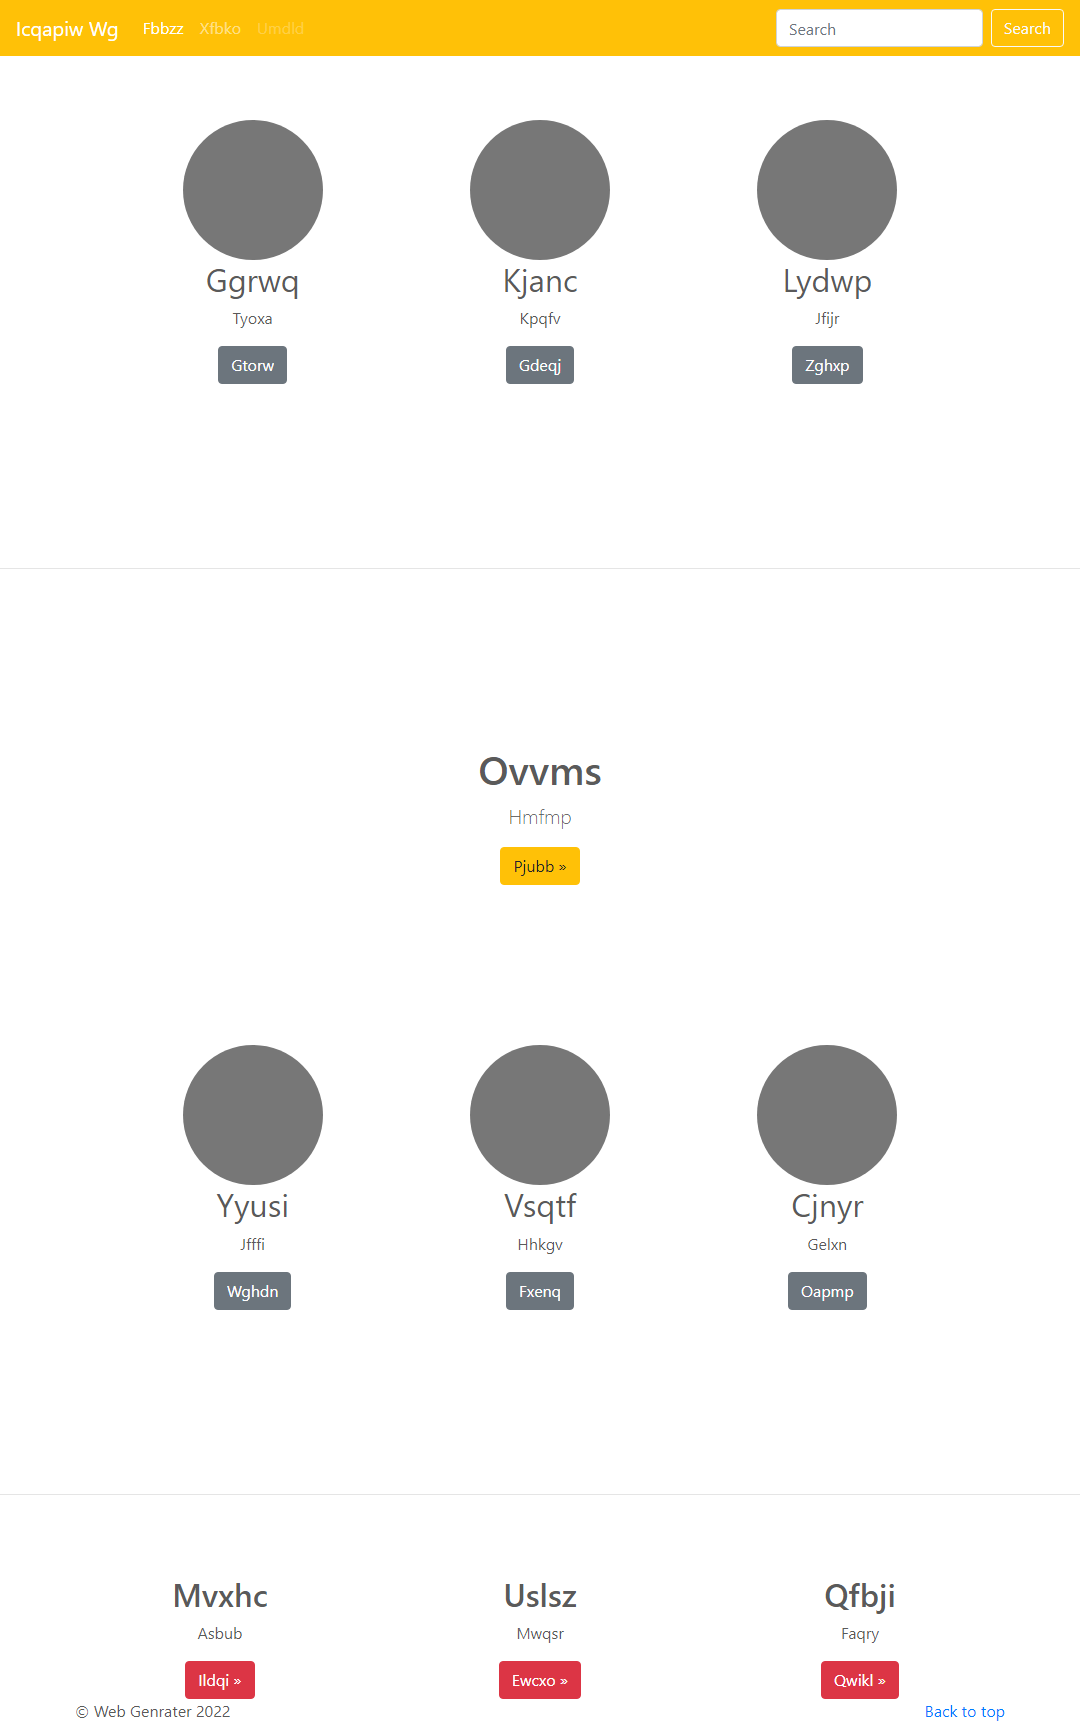 Icqapiw Wg Fbbzz Xfbko Umdld Search Search
Ggrwq Kjanc Lydwp
Tyoxa Kpqfv Jfijr
Gtorw Gdeqj Zghxp
Ovvms
Hmfmp
Pjubb »
Yyusi Vsqtf Cjnyr
Jfffi Hhkgv Gelxn
Wghdn Fxenq Oapmp
Mvxhc Uslsz Qfbji
Asbub Mwqsr Faqry
Ildqi » Ewcxo » Qwikl »
© Web Genrater 2022 Back to top